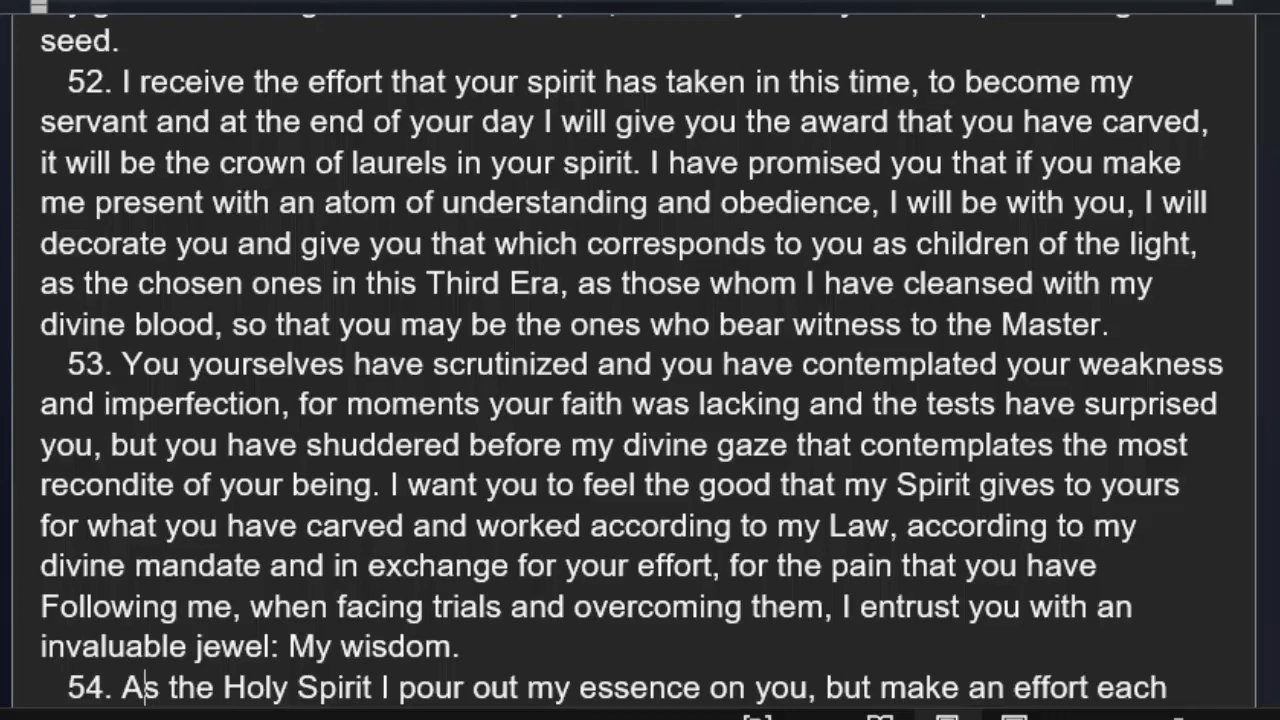 seed.
52. I receive the effort that your spirit has taken in this time, to become my
servant and at the end of your day I will give you the award that you have carved,
it will be the crown of laurels in your spirit. I have promised you that if you make
me present with an atom of understanding and obedience, I will be with you, I will
decorate you and give you that which corresponds to you as children of the light,
as the chosen ones in this Third Era, as those whom I have cleansed with my
divine blood, so that you may be the ones who bear witness to the Master.
53. You yourselves have scrutinized and you have contemplated your weakness
and imperfection, for moments your faith was lacking and the tests have surprised
you, but you have shuddered before my divine gaze that contemplates the most
recondite of your being. I want you to feel the good that my Spirit gives to yours
for what you have carved and worked according to my Law, according to my
divine mandate and in exchange for your effort, for the pain that you have
Following me, when facing trials and overcoming them, I entrust you with an
invaluable jewel: My wisdom.
54. As the Holy Spirit I pour out my essence on you, but make an effort each